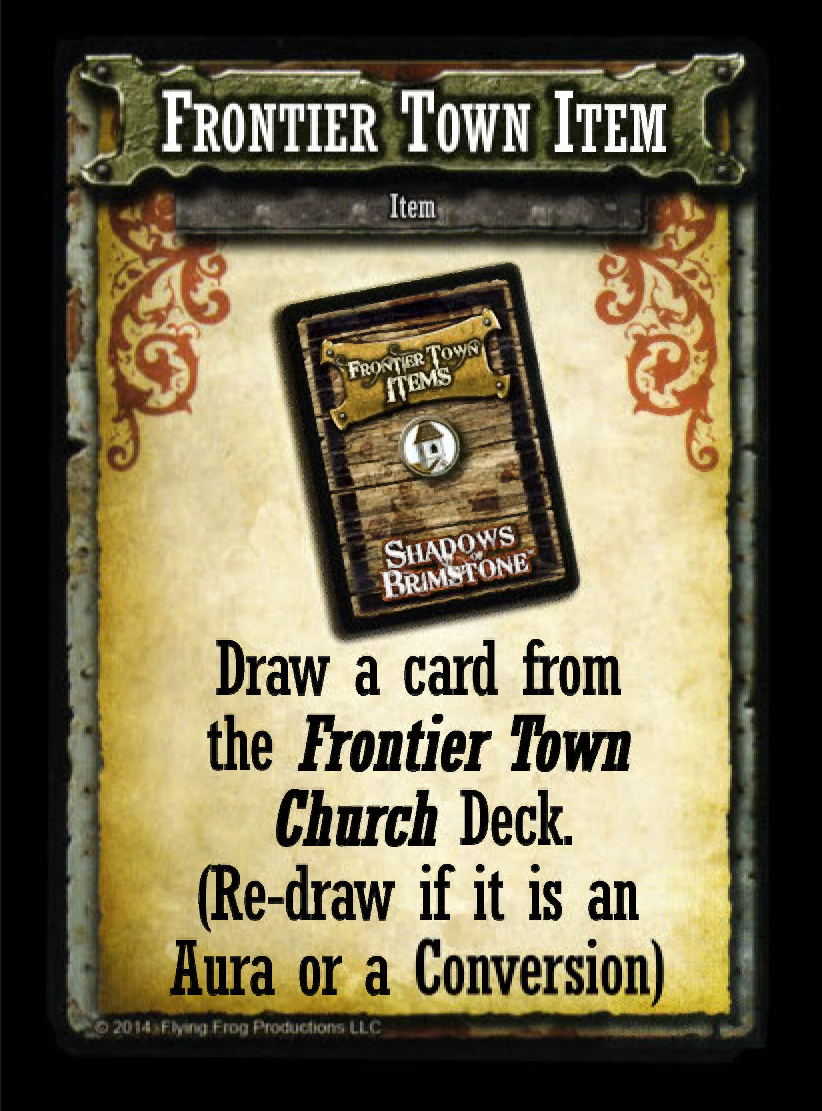 Frontier Town Item
Item
Frontier Town
Items
Shadows
of
Brimstone™
Draw a card from
the Frontier Town
Church Deck.
(Re-draw if it is an
Aura or a Conversion)
© 2014 Flying Frog Productions LLC